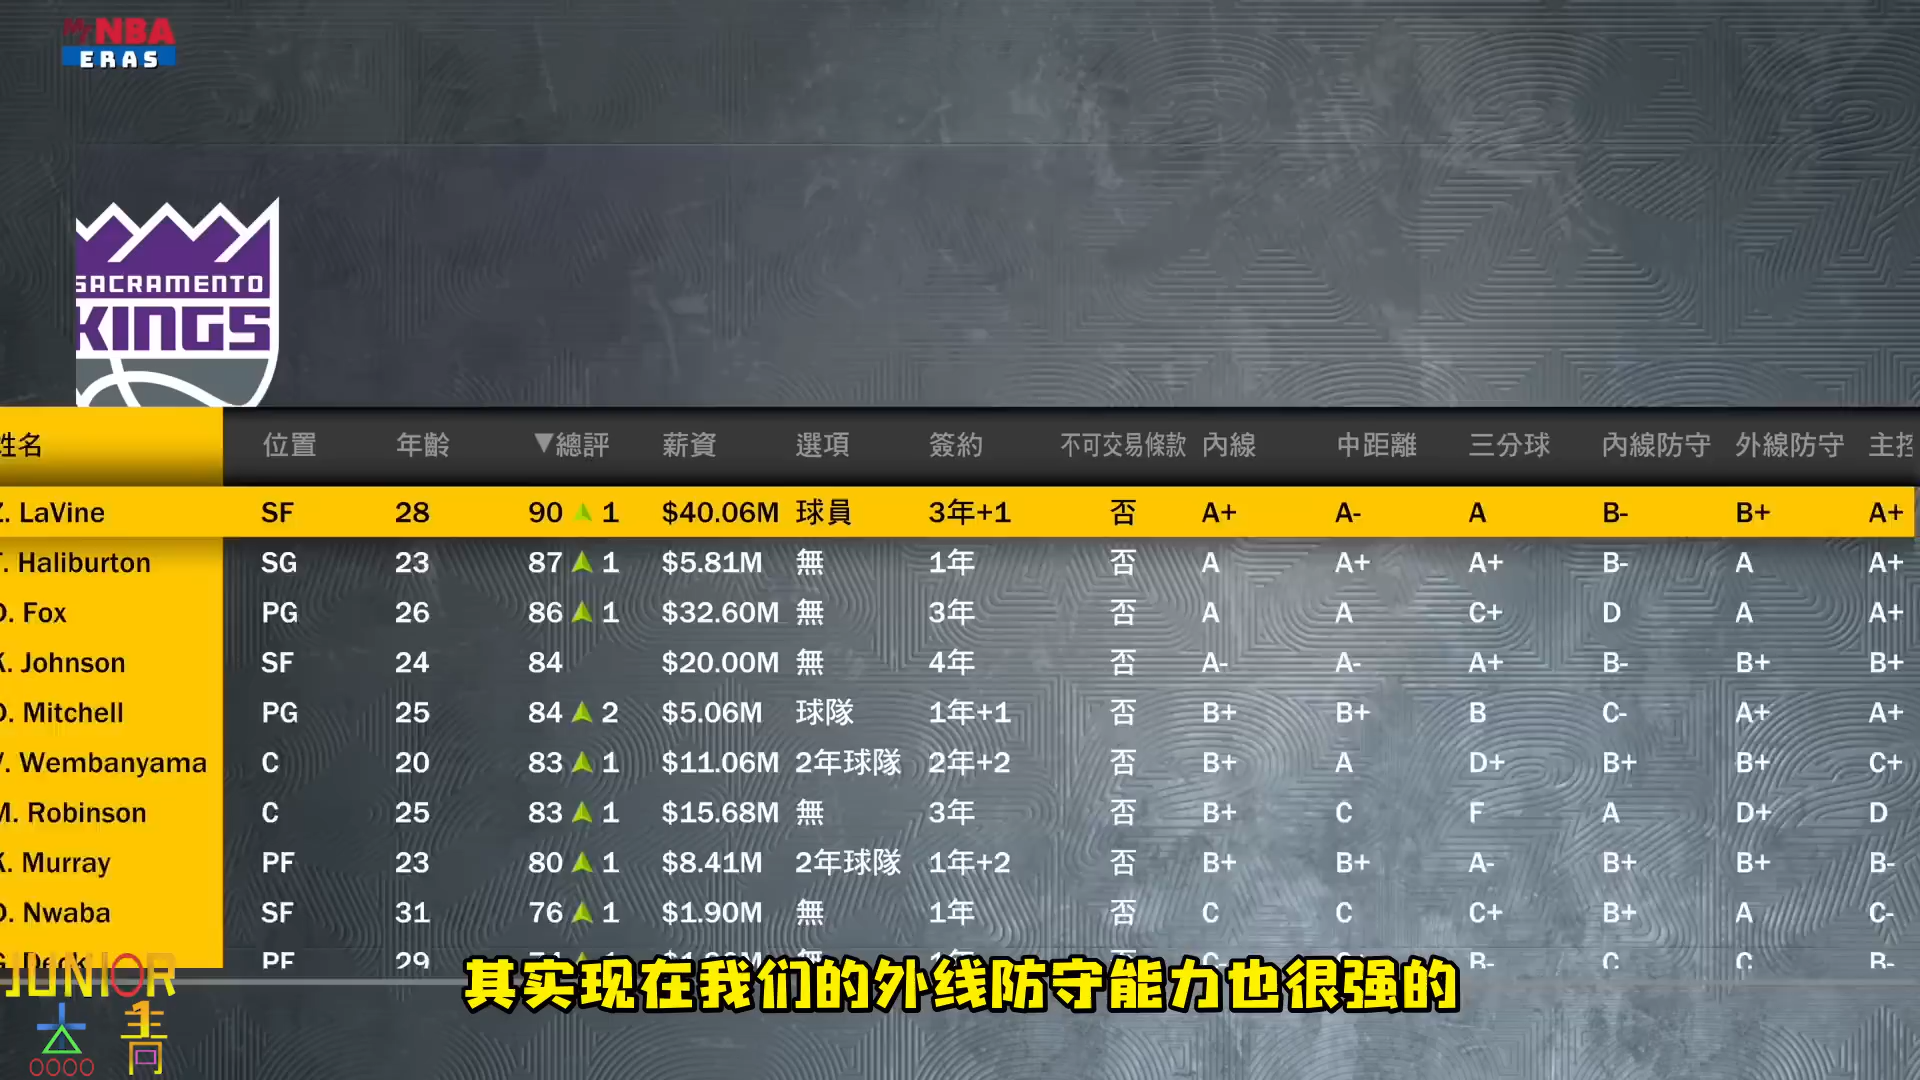 My NBA
ERAS
SACRAMENTO
KINGS
姓名 位置 年齡 ▼總評 薪資 選項 簽約 不可交易條款 內線 中距離 三分球 內線防守 外線防守 主控
Z. LaVine SF 28 90 ▲ 1 $40.06M 球員 3年+1 否 A+ A- A B- B+ A+
T. Haliburton SG 23 87 ▲ 1 $5.81M 無 1年 否 A A+ A+ B- A A+
D. Fox PG 26 86 ▲ 1 $32.60M 無 3年 否 A A C+ D A A+
K. Johnson SF 24 84 $20.00M 無 4年 否 A- A- A+ B- B+ B+
D. Mitchell PG 25 84 ▲ 2 $5.06M 球隊 1年+1 否 B+ B+ B C- A+ A+
V. Wembanyama C 20 83 ▲ 1 $11.06M 2年球隊 2年+2 否 B+ A D+ B+ B+ C+
M. Robinson C 25 83 ▲ 1 $15.68M 無 3年 否 B+ C F A D+ D
K. Murray PF 23 80 ▲ 1 $8.41M 2年球隊 1年+2 否 B+ B+ A- B+ B+ B-
D. Nwaba SF 31 76 ▲ 1 $1.90M 無 1年 否 C C C+ B+ A C-
PF 29 B- C C B-
其实现在我们的外线防守能力也很强的
JUNIOR